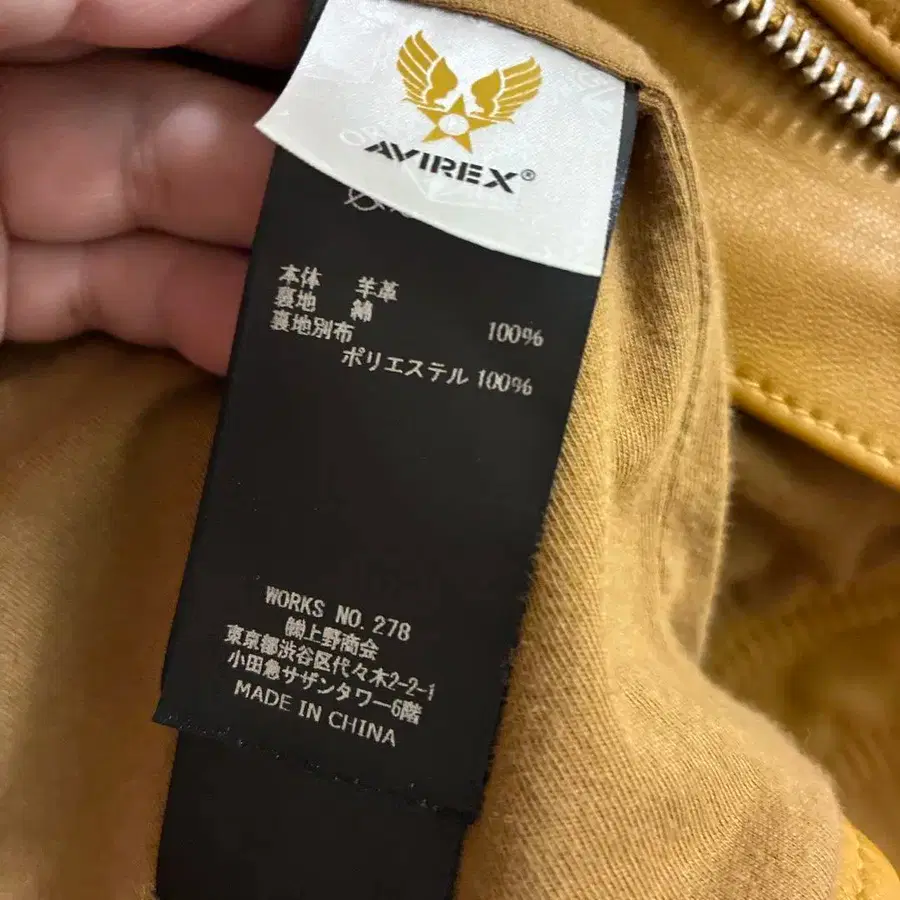 AVIREX®
本体 羊革
裏地 綿 100%
裏地別布
ポリエステル 100%
WORKS NO. 278
㈱上野商会
東京都渋谷区代々木2-2-1
小田急サザンタワー6階
MADE IN CHINA